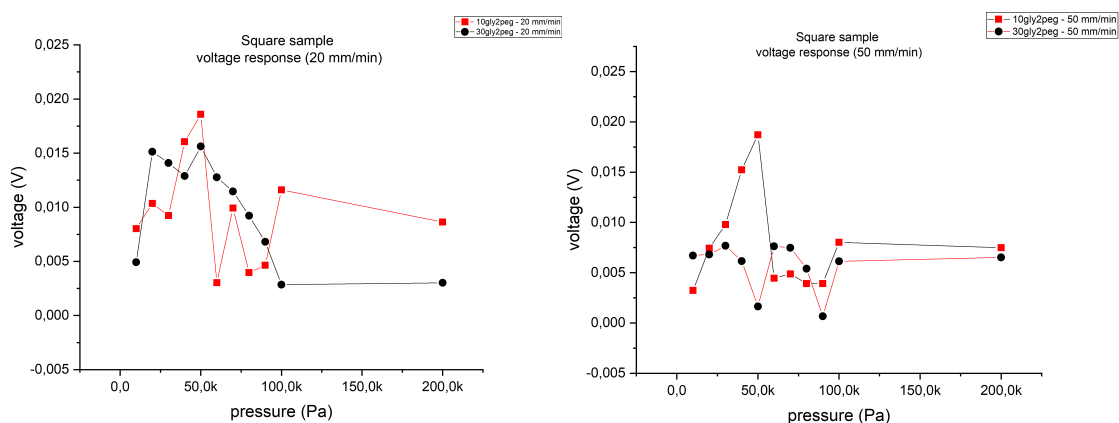 10gly2peg - 20 mm/min
30gly2peg - 20 mm/min
Square sample
voltage response (20 mm/min)
0,025
0,020
0,015
0,010
0,005
0,000
-0,005
voltage (V)
0,0
50,0k
100,0k
150,0k
200,0k
pressure (Pa)
10gly2peg - 50 mm/min
30gly2peg - 50 mm/min
Square sample
voltage response (50 mm/min)
0,025
0,020
0,015
0,010
0,005
0,000
-0,005
voltage (V)
0,0
50,0k
100,0k
150,0k
200,0k
pressure (Pa)